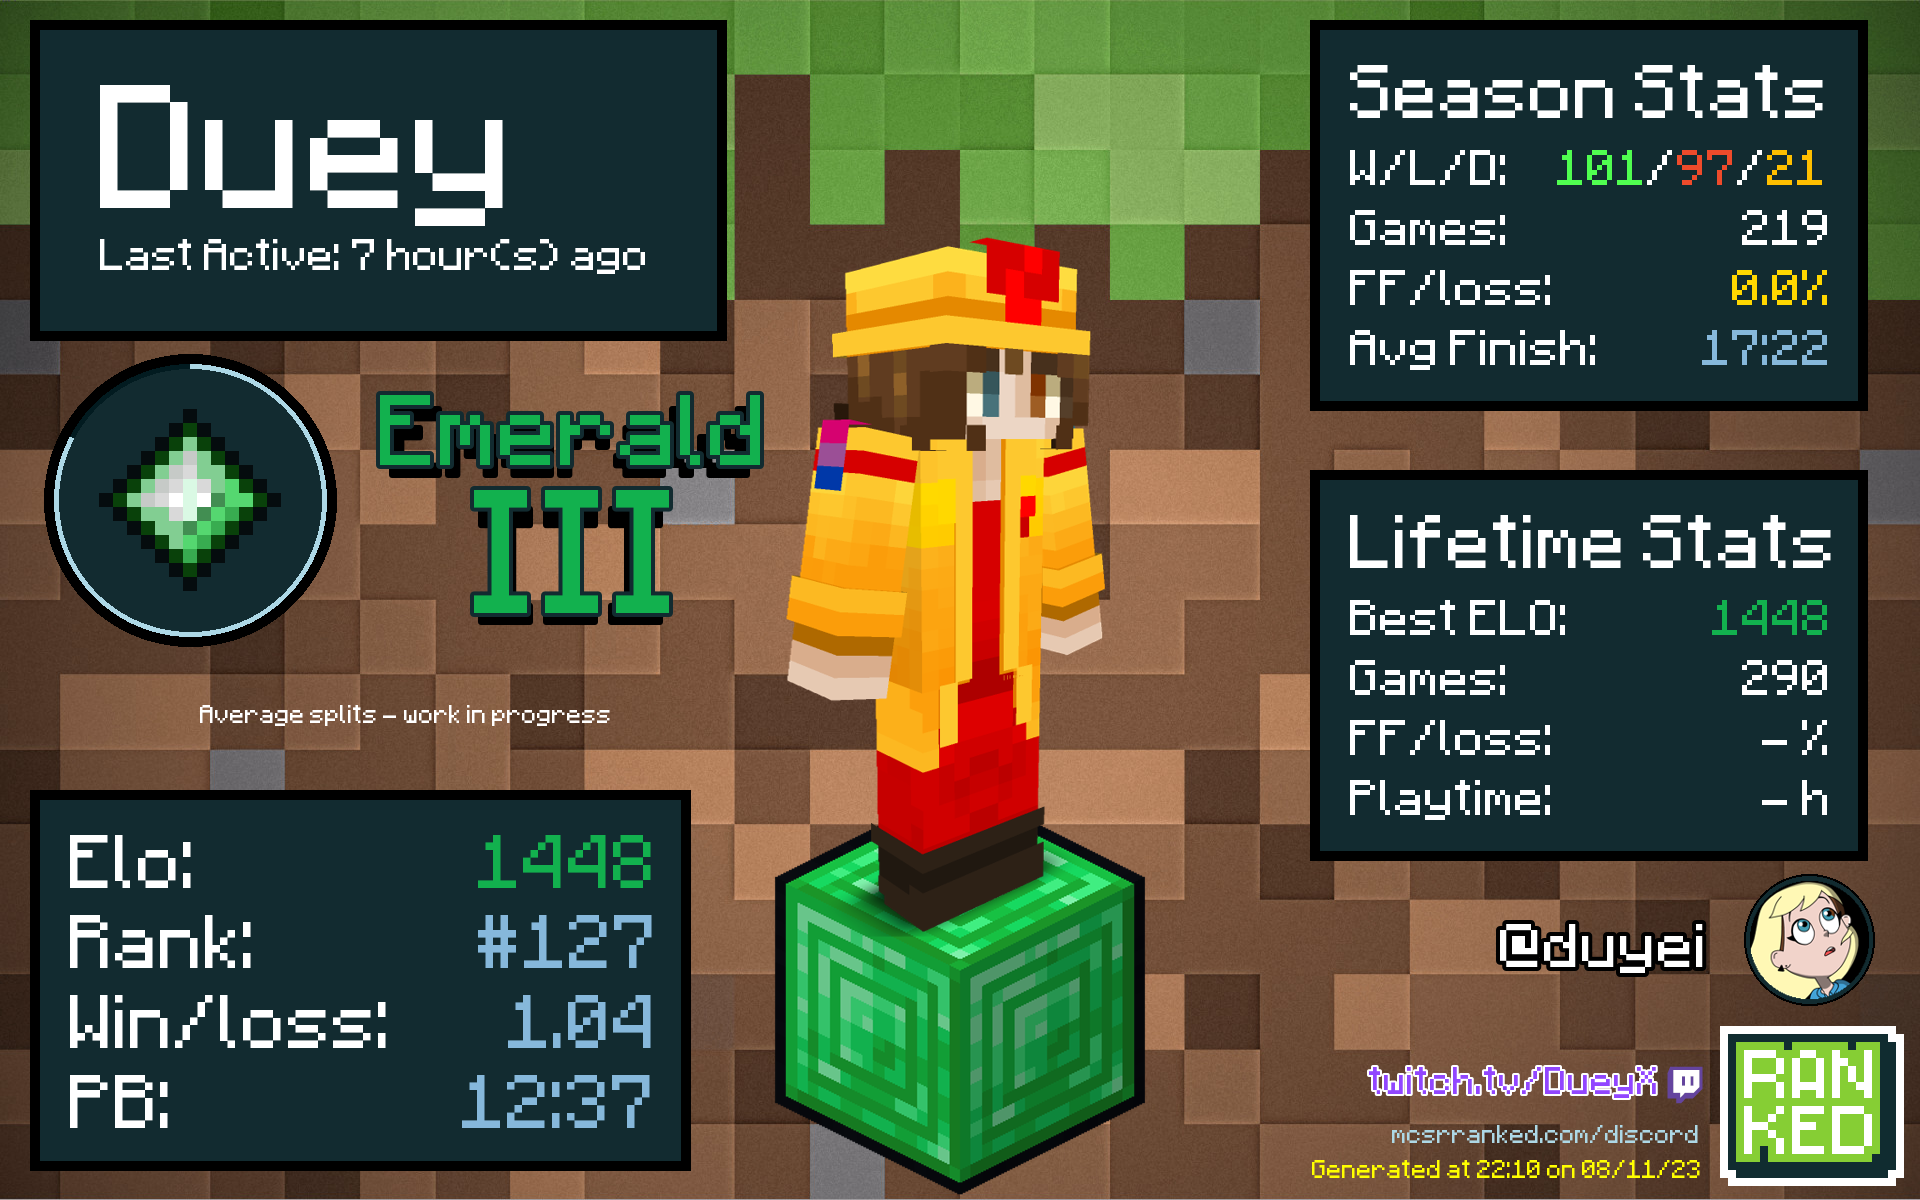 Duey
Last Active: 7 hour(s) ago
Emerald
III
Average splits – work in progress
Elo: 1448
Rank: #127
Win/loss: 1.04
PB: 12:37
Season Stats
W/L/D: 101/97/21
Games: 219
FF/loss: 0.0%
Avg Finish: 17:22
Lifetime Stats
Best ELO: 1448
Games: 290
FF/loss: – %
Playtime: – h
@duyei
twitch.tv/DueyX
mcsrranked.com/discord
Generated at 22:10 on 08/11/23
RAN
KED